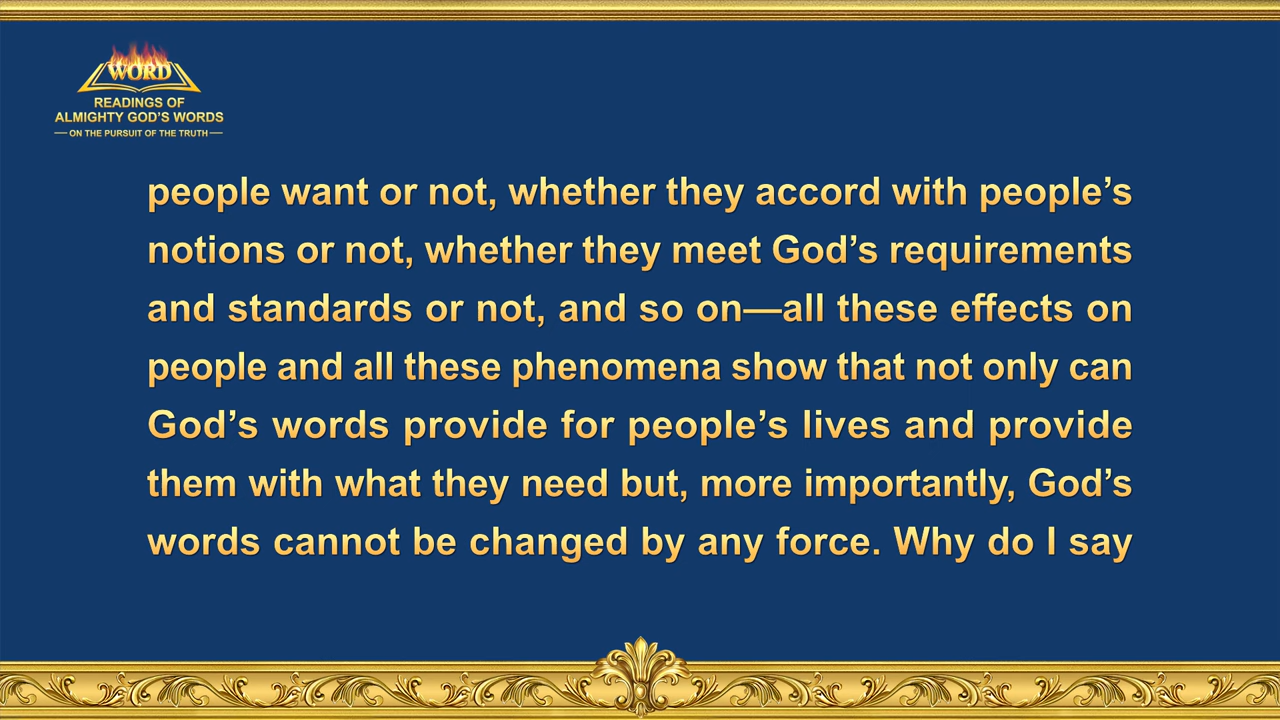 WORD
READINGS OF
ALMIGHTY GOD’S WORDS
— ON THE PURSUIT OF THE TRUTH —
people want or not, whether they accord with people’s
notions or not, whether they meet God’s requirements
and standards or not, and so on—all these effects on
people and all these phenomena show that not only can
God’s words provide for people’s lives and provide
them with what they need but, more importantly, God’s
words cannot be changed by any force. Why do I say